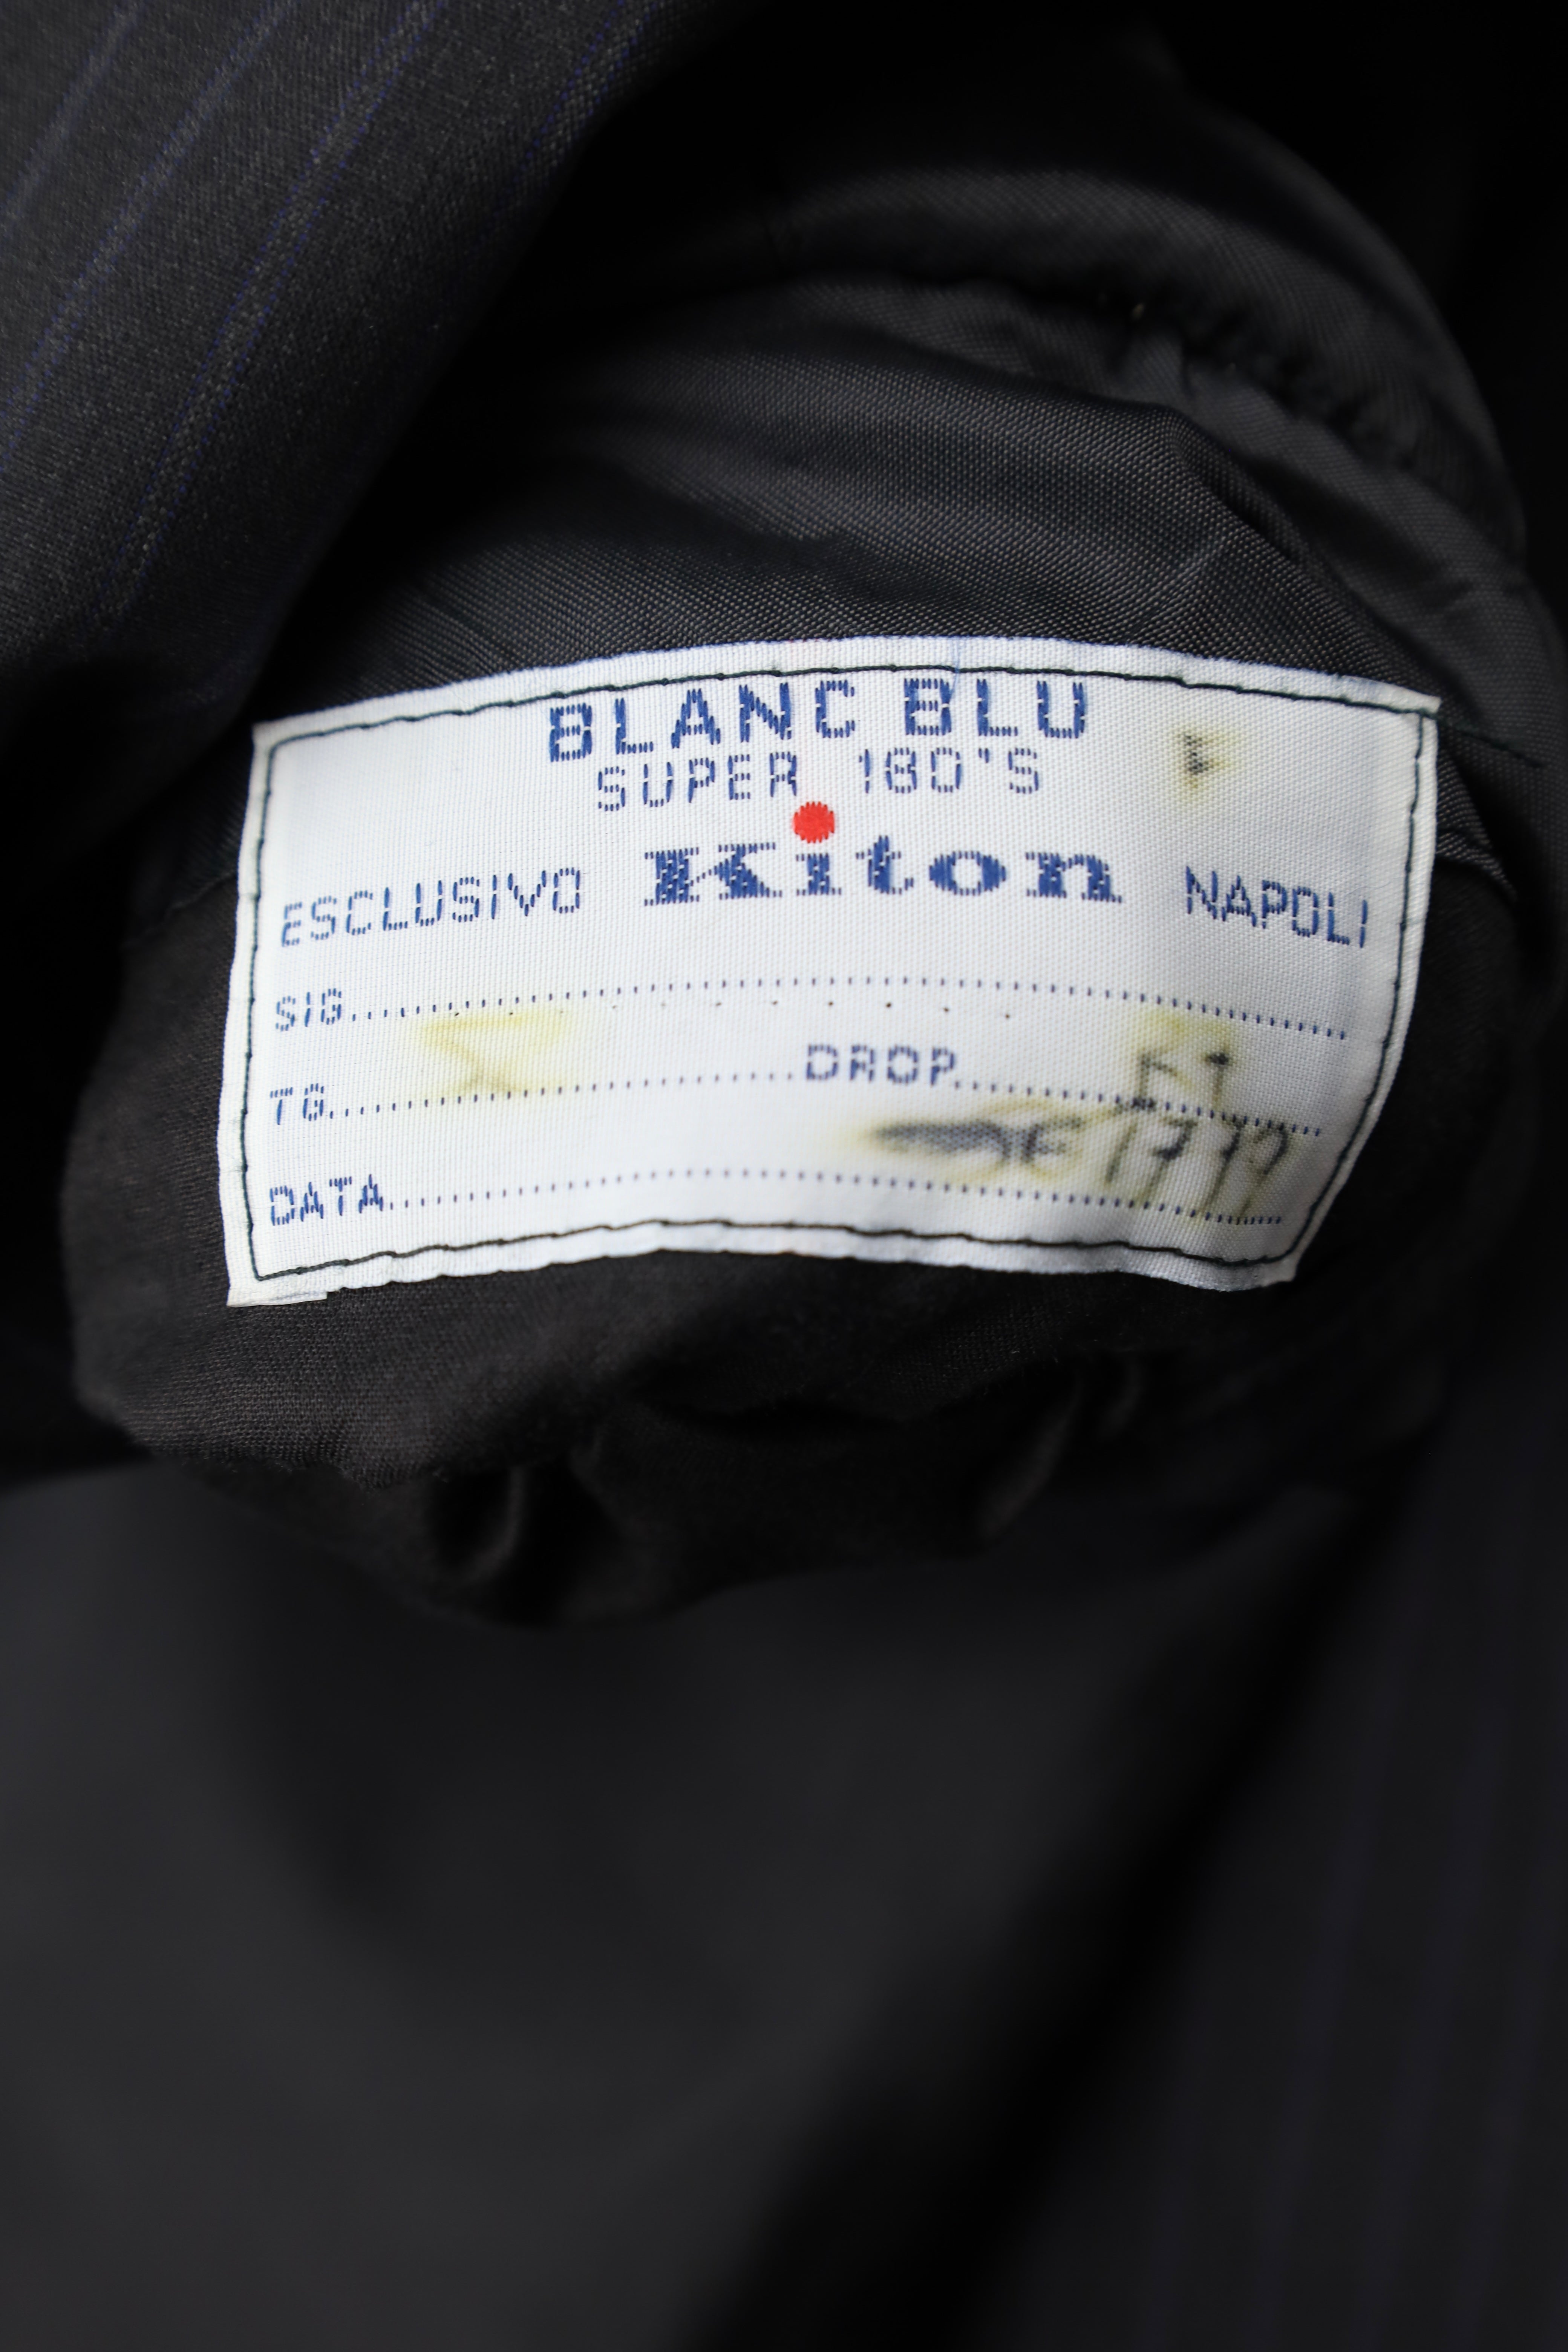 BLANC BLU
SUPER 180'S
ESCLUSIVO Kiton NAPOLI
SIG.
TG. DROP
DATA